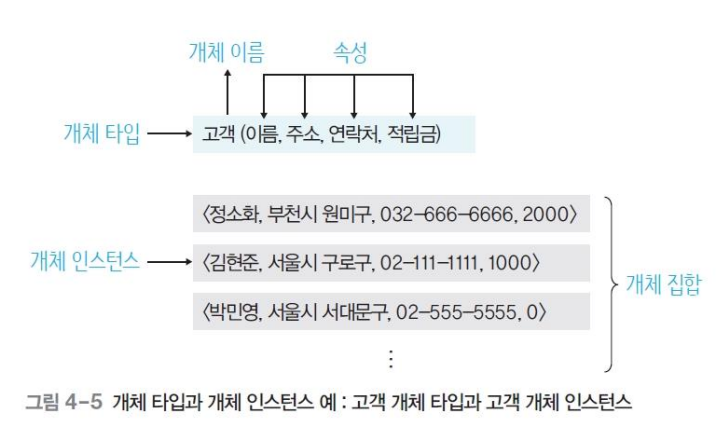 개체 이름 속성
개체 타입 고객 (이름, 주소, 연락처, 적립금)
〈정소화, 부천시 원미구, 032-666-6666, 2000〉
개체 인스턴스 〈김현준, 서울시 구로구, 02-111-1111, 1000〉
개체 집합
〈박민영, 서울시 서대문구, 02-555-5555, 0〉
⋮
그림 4-5 개체 타입과 개체 인스턴스 예 : 고객 개체 타입과 고객 개체 인스턴스